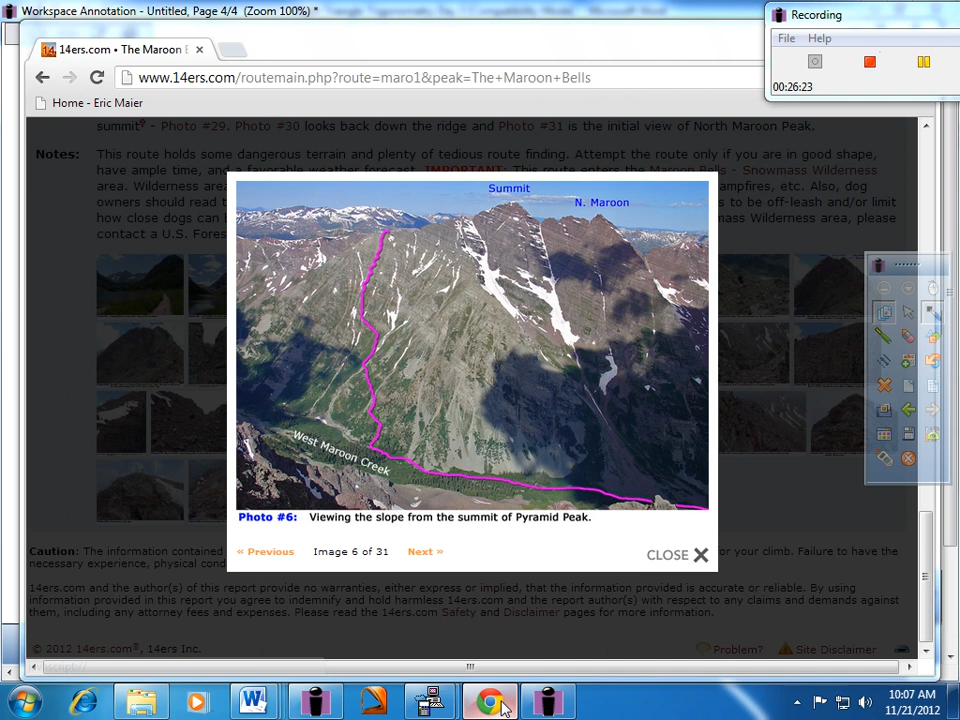 Workspace Annotation - Untitled, Page 4/4 (Zoom 100%) *
Recording
File Help
00:26:23
14ers.com • The Maroon B
www.14ers.com/routemain.php?route=maro1&peak=The+Maroon+Bells
Home - Eric Maier
summit - Photo #29. Photo #30 looks back down the ridge and Photo #31 is the initial view of North Maroon Peak.
Notes: This route holds some dangerous terrain and plenty of tedious route finding. Attempt the route only if you are in good shape,
have ample time, and a favorable weather forecast. IMPORTANT: This route enters the Maroon Bells - Snowmass Wilderness
area. Wilderness area campfires, etc. Also, dog
owners should read t s to be off-leash and/or limit
how close dogs can b mass Wilderness area, please
contact a U.S. Fores
Summit
N. Maroon
West Maroon Creek
Photo #6: Viewing the slope from the summit of Pyramid Peak.
« Previous Image 6 of 31 Next »
CLOSE X
Caution: The information contained or your climb. Failure to have the
necessary experience, physical cond
14ers.com and the author(s) of this report provide no warranties, either express or implied, that the information provided is accurate or reliable. By using
information provided in this report you agree to indemnify and hold harmless 14ers.com and the report author(s) with respect to any claims and demands against
them, including any attorney fees and expenses. Please read the 14ers.com Safety and Disclaimer pages for more information.
© 2012 14ers.com®, 14ers Inc.
Problem? Site Disclaimer
10:07 AM
11/21/2012